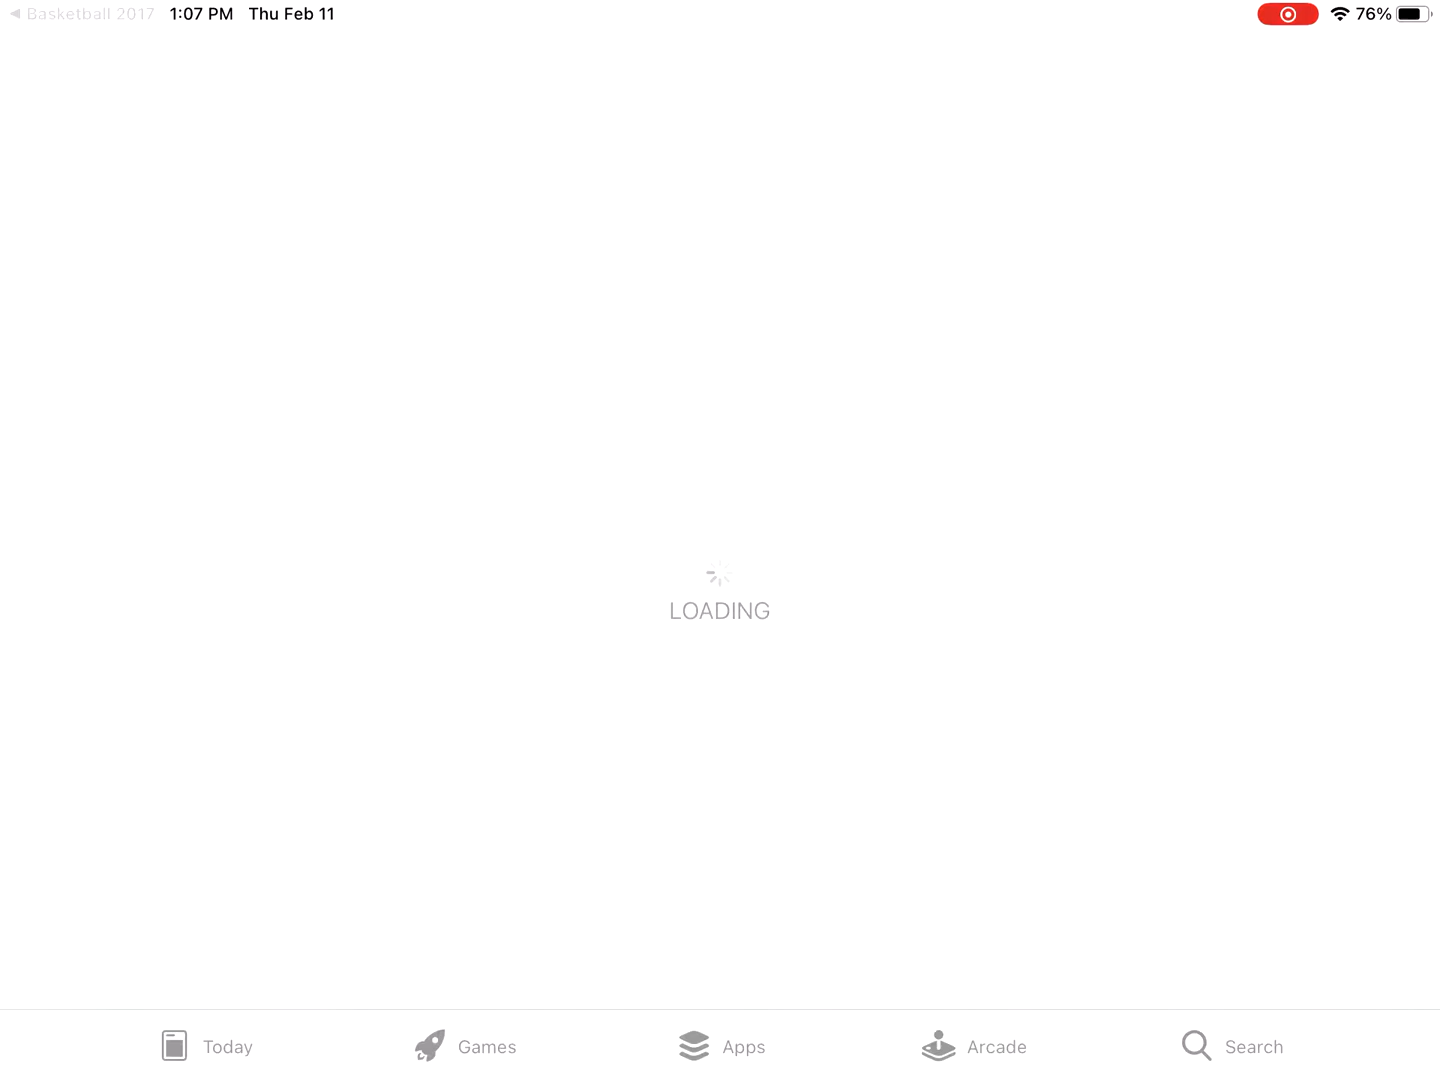 ◀ Basketball 2017 1:07 PM Thu Feb 11 76%
LOADING
Today Games Apps Arcade Search